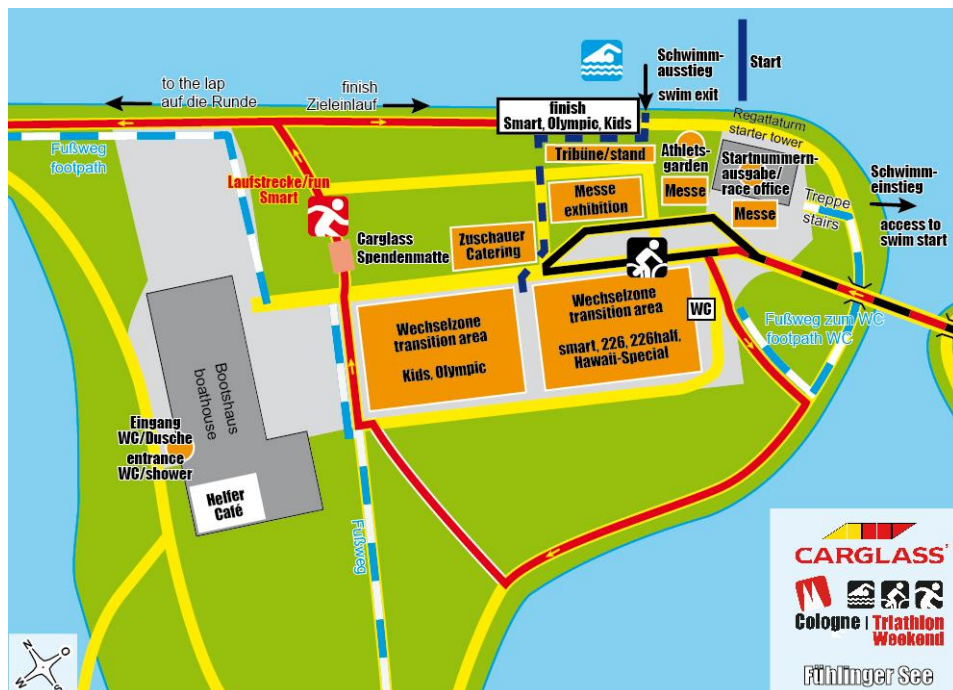 to the lap
auf die Runde
finish
Zieleinlauf
Schwimm-
ausstieg
swim exit
Start
finish
Smart, Olympic, Kids
Regattaturm
starter tower
Fußweg
footpath
Tribüne/stand
Athlets-
garden
Startnummern-
ausgabe/
race office
Schwimm-
einstieg
access to
swim start
Laufstrecke/run
Smart
Messe
exhibition
Messe
Messe
Treppe
stairs
Carglass
Spendenmatte
Zuschauer
Catering
Wechselzone
transition area
Kids, Olympic
Wechselzone
transition area
smart, 226, 226half,
Hawaii-Special
WC
Fußweg zum WC
footpath WC
Bootshaus
boathouse
Eingang
WC/Dusche
entrance
WC/shower
Helfer
Café
Fußweg
CARGLASS'
Cologne | Triathlon
Weekend
Fühlinger See
N
O
W
S